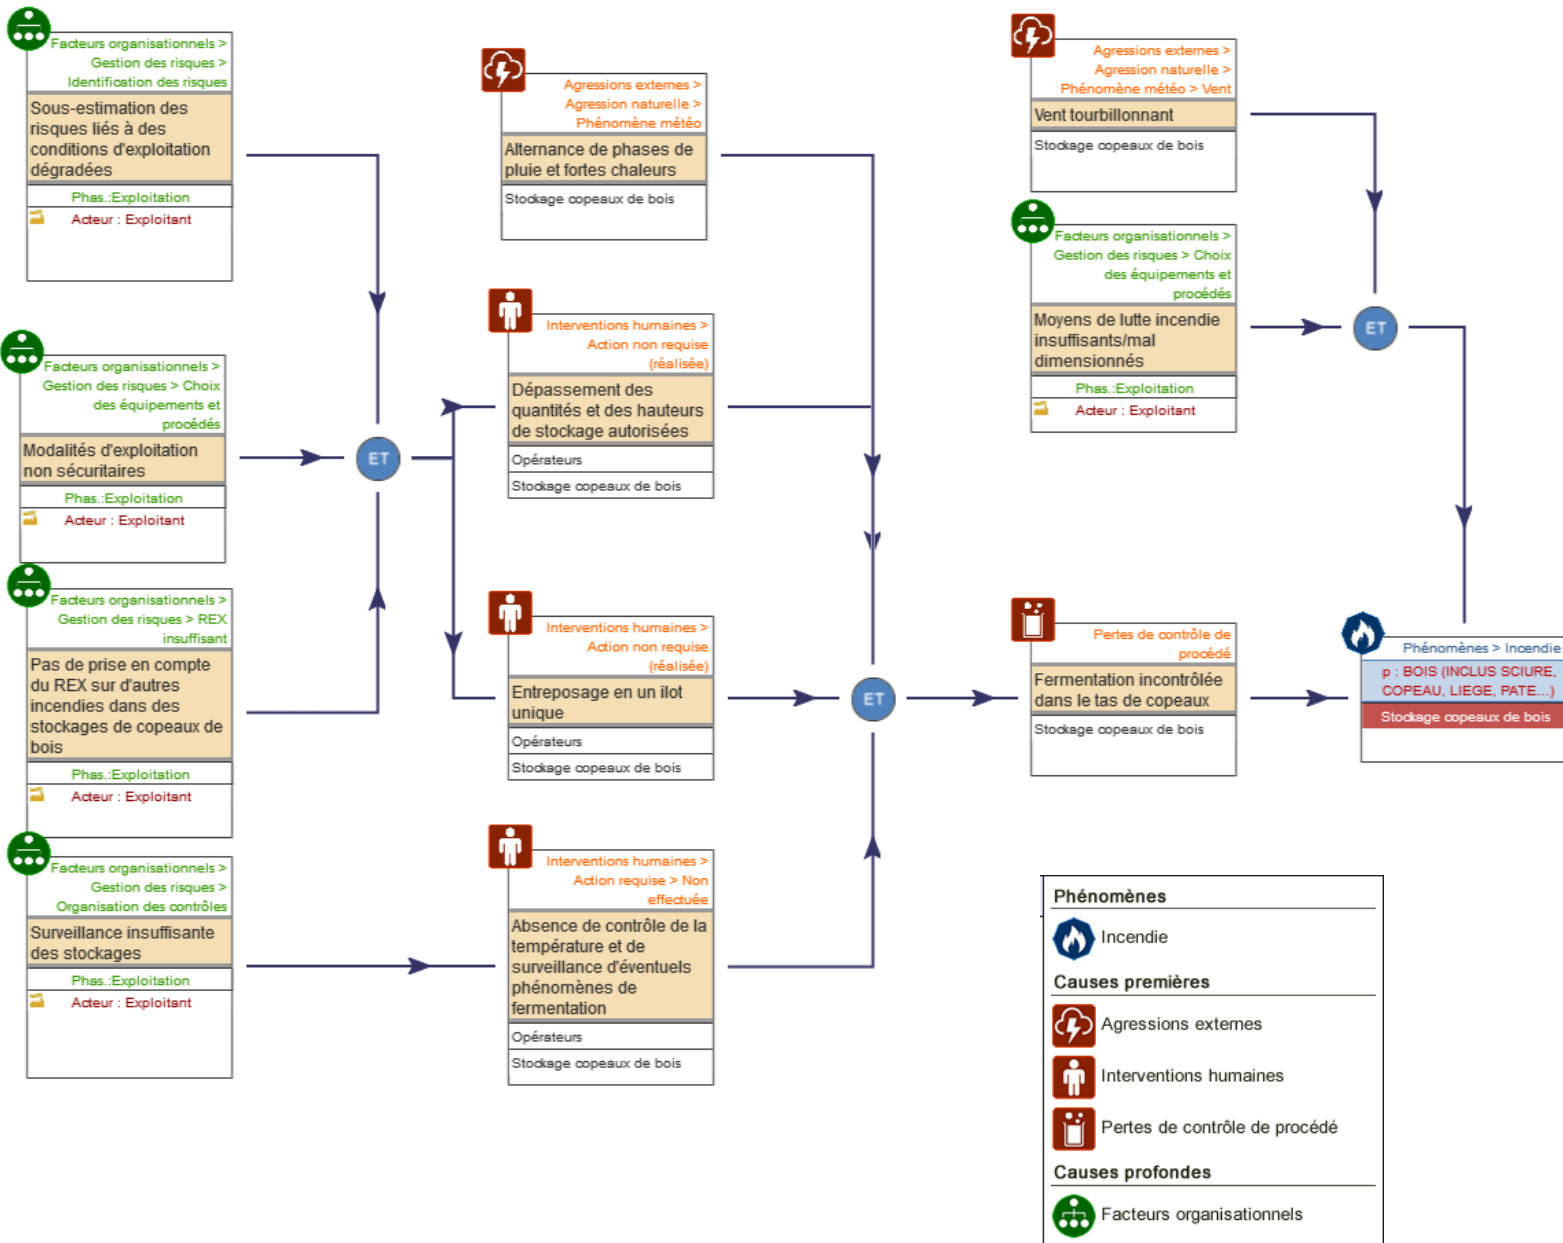 Facteurs organisationnels >
Gestion des risques >
Identification des risques
Sous-estimation des
risques liés à des
conditions d'exploitation
dégradées
Phas.:Exploitation
Acteur : Exploitant
Facteurs organisationnels >
Gestion des risques > Choix
des équipements et
procédés
Modalités d'exploitation
non sécuritaires
Phas.:Exploitation
Acteur : Exploitant
Facteurs organisationnels >
Gestion des risques > REX
insuffisant
Pas de prise en compte
du REX sur d'autres
incendies dans des
stockages de copeaux de
bois
Phas.:Exploitation
Acteur : Exploitant
Facteurs organisationnels >
Gestion des risques >
Organisation des contrôles
Surveillance insuffisante
des stockages
Phas.:Exploitation
Acteur : Exploitant
ET
Agressions externes >
Agression naturelle >
Phénomène météo
Alternance de phases de
pluie et fortes chaleurs
Stockage copeaux de bois
Interventions humaines >
Action non requise
(réalisée)
Dépassement des
quantités et des hauteurs
de stockage autorisées
Opérateurs
Stockage copeaux de bois
Interventions humaines >
Action non requise
(réalisée)
Entreposage en un ilot
unique
Opérateurs
Stockage copeaux de bois
Interventions humaines >
Action requise > Non
effectuée
Absence de contrôle de la
température et de
surveillance d'éventuels
phénomènes de
fermentation
Opérateurs
Stockage copeaux de bois
ET
Agressions externes >
Agression naturelle >
Phénomène météo > Vent
Vent tourbillonnant
Stockage copeaux de bois
Facteurs organisationnels >
Gestion des risques > Choix
des équipements et
procédés
Moyens de lutte incendie
insuffisants/mal
dimensionnés
Phas.:Exploitation
Acteur : Exploitant
ET
Pertes de contrôle de
procédé
Fermentation incontrôlée
dans le tas de copeaux
Stockage copeaux de bois
Phénomènes > Incendie
p : BOIS (INCLUS SCIURE,
COPEAU, LIEGE, PATE...)
Stockage copeaux de bois
Phénomènes
Incendie
Causes premières
Agressions externes
Interventions humaines
Pertes de contrôle de procédé
Causes profondes
Facteurs organisationnels